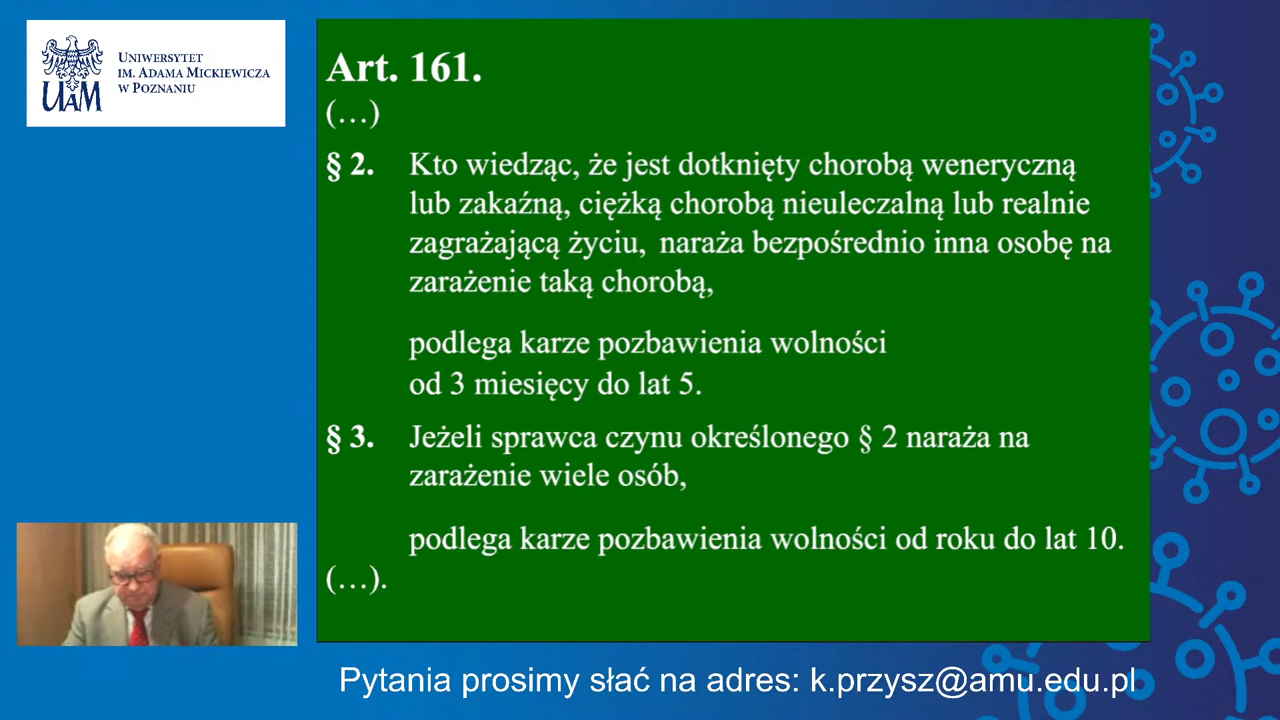 UNIWERSYTET
IM. ADAMA MICKIEWICZA
W POZNANIU
UAM
Art. 161.
(…)
§ 2. Kto wiedząc, że jest dotknięty chorobą weneryczną
lub zakaźną, ciężką chorobą nieuleczalną lub realnie
zagrażającą życiu, naraża bezpośrednio inna osobę na
zarażenie taką chorobą,
podlega karze pozbawienia wolności
od 3 miesięcy do lat 5.
§ 3. Jeżeli sprawca czynu określonego § 2 naraża na
zarażenie wiele osób,
podlega karze pozbawienia wolności od roku do lat 10.
(…).
Pytania prosimy słać na adres: k.przysz@amu.edu.pl